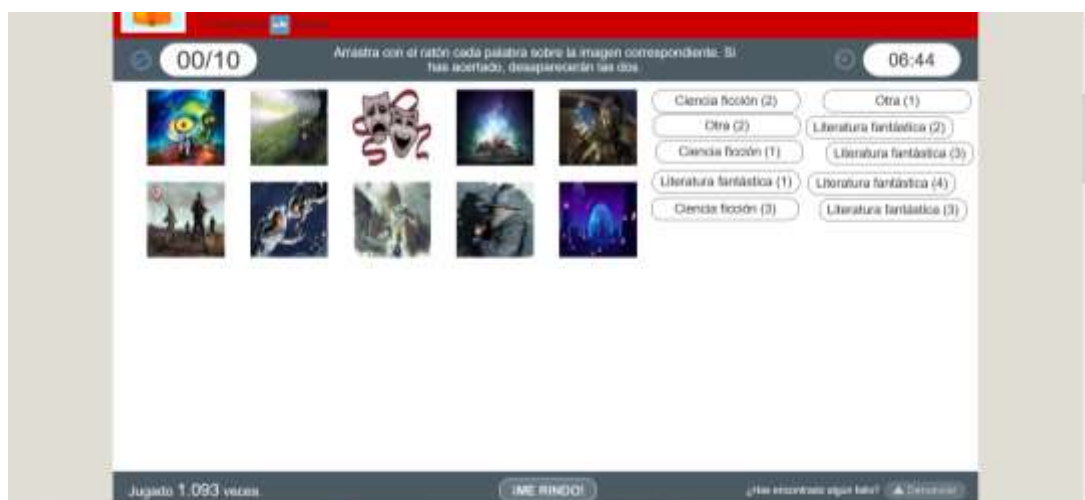 00/10
Arrastra con el ratón cada palabra sobre la imagen correspondiente. Si
has acertado, desaparecerán las dos.
06:44
Ciencia ficción (2)
Otra (1)
Otra (2)
Literatura fantástica (2)
Ciencia ficción (1)
Literatura fantástica (3)
Literatura fantástica (1)
Literatura fantástica (4)
Ciencia ficción (3)
Literatura fantástica (3)
Jugado 1.093 veces
¡ME RINDO!
¿Has encontrado algún fallo?
Denunciar